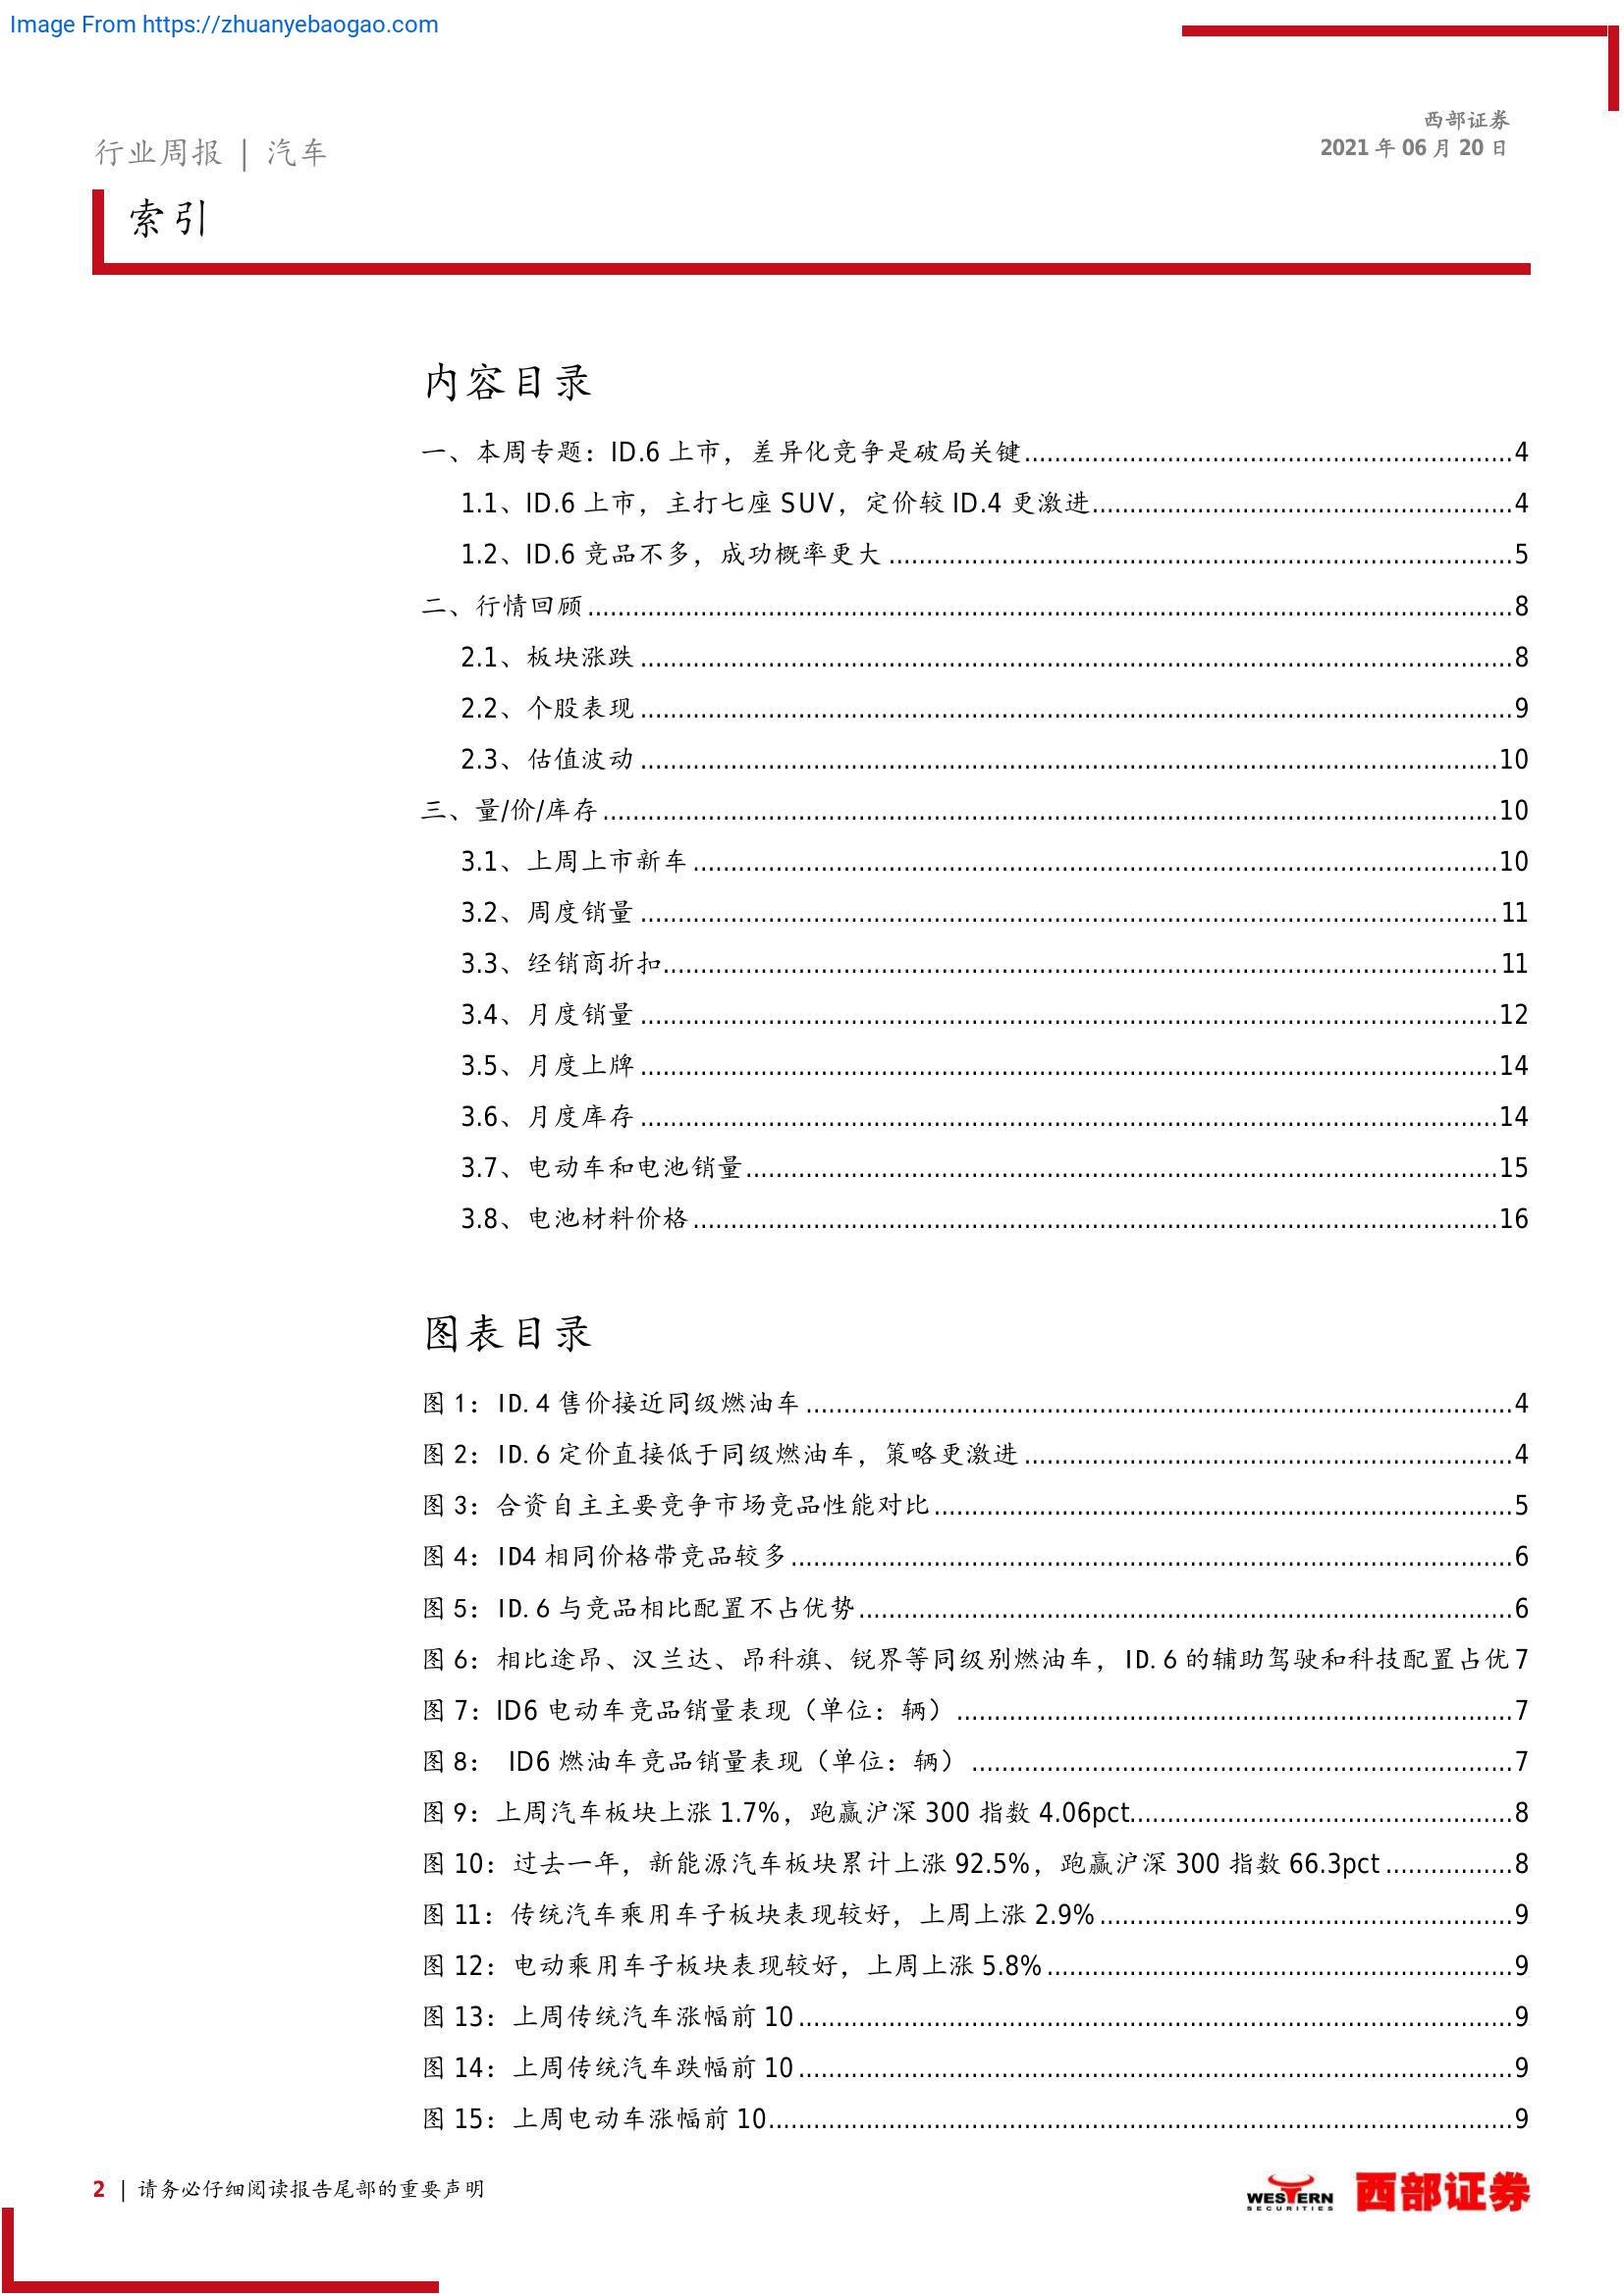 Image From https://zhuanyebaogao.com
西部证券
2021 年 06 月 20 日
行业周报 | 汽车
索引
内容目录
一、本周专题：ID.6 上市，差异化竞争是破局关键 4
1.1、ID.6 上市，主打七座 SUV，定价较 ID.4 更激进 4
1.2、ID.6 竞品不多，成功概率更大 5
二、行情回顾 8
2.1、板块涨跌 8
2.2、个股表现 9
2.3、估值波动 10
三、量/价/库存 10
3.1、上周上市新车 10
3.2、周度销量 11
3.3、经销商折扣 11
3.4、月度销量 12
3.5、月度上牌 14
3.6、月度库存 14
3.7、电动车和电池销量 15
3.8、电池材料价格 16
图表目录
图 1：ID.4 售价接近同级燃油车 4
图 2：ID.6 定价直接低于同级燃油车，策略更激进 4
图 3：合资自主主要竞争市场竞品性能对比 5
图 4：ID4 相同价格带竞品较多 6
图 5：ID.6 与竞品相比配置不占优势 6
图 6：相比途昂、汉兰达、昂科旗、锐界等同级别燃油车，ID.6 的辅助驾驶和科技配置占优 7
图 7：ID6 电动车竞品销量表现（单位：辆） 7
图 8： ID6 燃油车竞品销量表现（单位：辆） 7
图 9：上周汽车板块上涨 1.7%，跑赢沪深 300 指数 4.06pct 8
图 10：过去一年，新能源汽车板块累计上涨 92.5%，跑赢沪深 300 指数 66.3pct 8
图 11：传统汽车乘用车子板块表现较好，上周上涨 2.9% 9
图 12：电动乘用车子板块表现较好，上周上涨 5.8% 9
图 13：上周传统汽车涨幅前 10 9
图 14：上周传统汽车跌幅前 10 9
图 15：上周电动车涨幅前 10 9
2 | 请务必仔细阅读报告尾部的重要声明
WESTERN
SECURITIES
西部证券